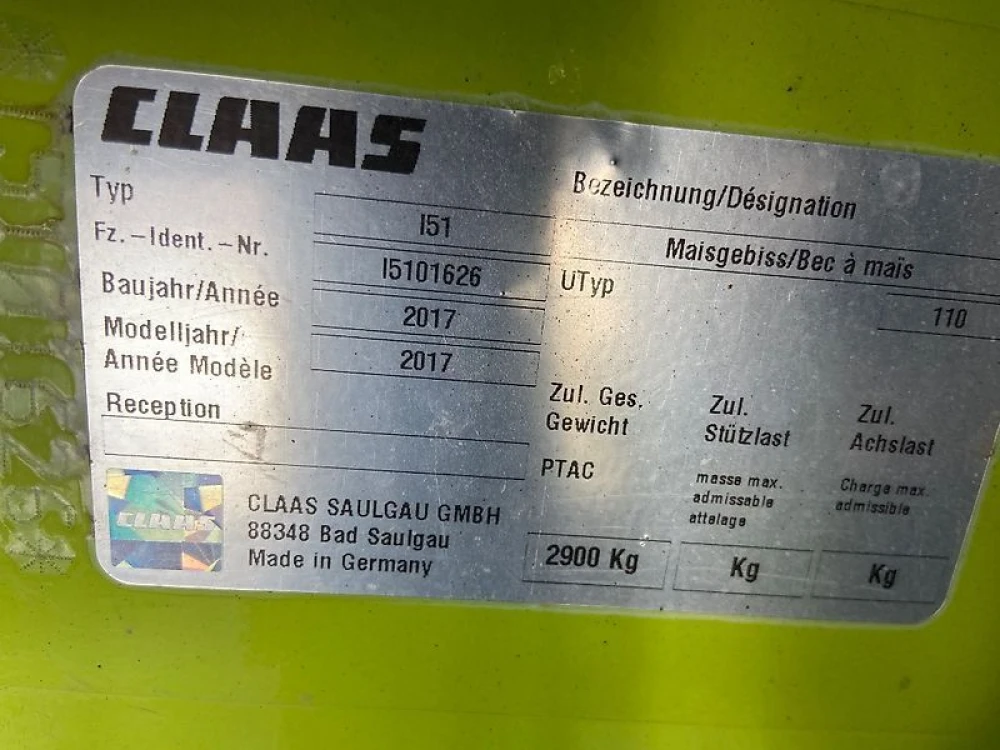 CLAAS
Typ I51
Fz.-Ident.-Nr. I5101626
Baujahr/Année 2017
Modelljahr/
Année Modèle 2017
Reception
Bezeichnung/Désignation
Maisgebiss/Bec à maïs
UTyp 110
Zul. Ges.
Gewicht
PTAC
2900 Kg
Zul.
Stützlast
masse max.
admissable
attelage
Kg
Zul.
Achslast
Charge max.
admissible
Kg
CLAAS
CLAAS SAULGAU GMBH
88348 Bad Saulgau
Made in Germany